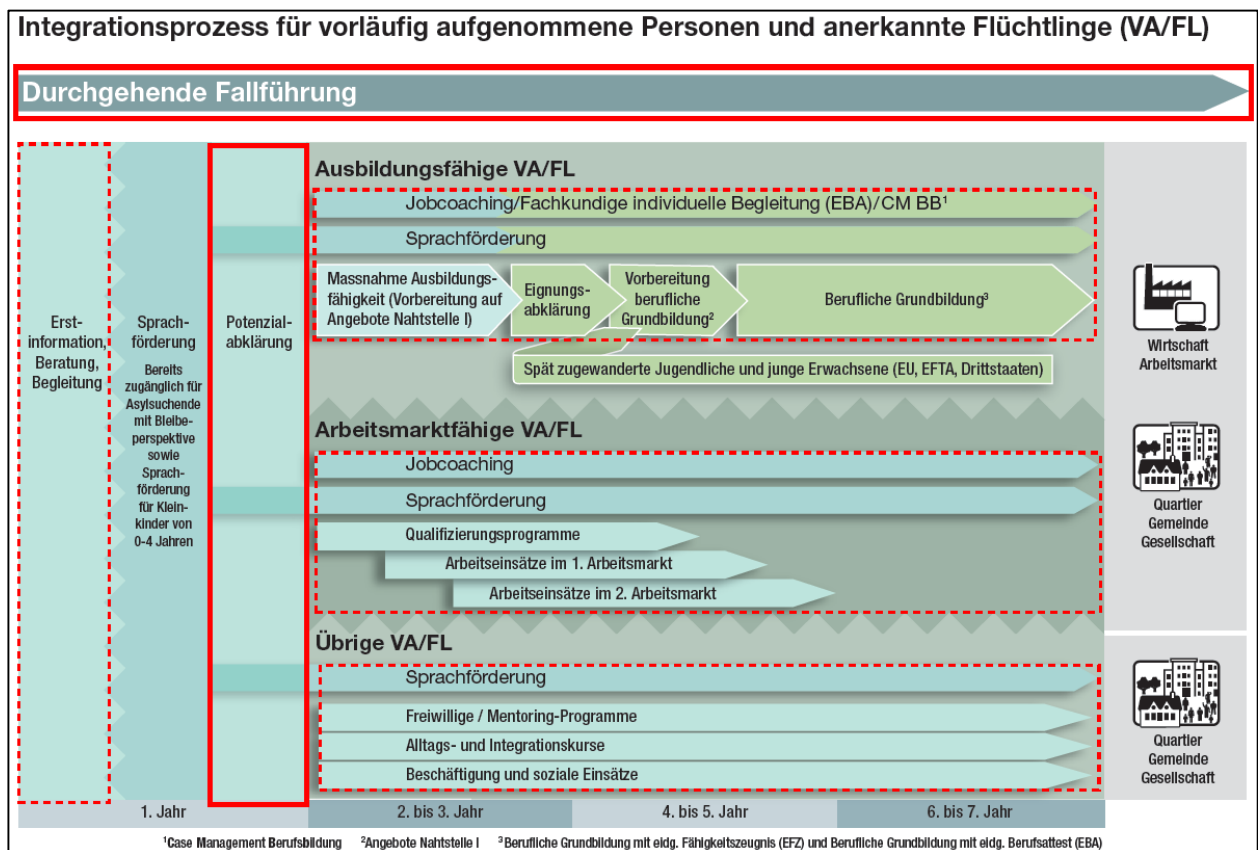 Integrationsprozess für vorläufig aufgenommene Personen und anerkannte Flüchtlinge (VA/FL)
Durchgehende Fallführung
Erst-
information,
Beratung,
Begleitung
Sprach-
förderung
Bereits
zugänglich für
Asylsuchende
mit Bleibe-
perspektive
sowie
Sprach-
förderung
für Klein-
kinder von
0-4 Jahren
Potenzial-
abklärung
Ausbildungsfähige VA/FL
Jobcoaching/Fachkundige individuelle Begleitung (EBA)/CM BB¹
Sprachförderung
Massnahme Ausbildungs-
fähigkeit (Vorbereitung auf
Angebote Nahtstelle I)
Eignungs-
abklärung
Vorbereitung
berufliche
Grundbildung²
Berufliche Grundbildung³
Spät zugewanderte Jugendliche und junge Erwachsene (EU, EFTA, Drittstaaten)
Arbeitsmarktfähige VA/FL
Jobcoaching
Sprachförderung
Qualifizierungsprogramme
Arbeitseinsätze im 1. Arbeitsmarkt
Arbeitseinsätze im 2. Arbeitsmarkt
Übrige VA/FL
Sprachförderung
Freiwillige / Mentoring-Programme
Alltags- und Integrationskurse
Beschäftigung und soziale Einsätze
Wirtschaft
Arbeitsmarkt
Quartier
Gemeinde
Gesellschaft
Quartier
Gemeinde
Gesellschaft
1. Jahr
2. bis 3. Jahr
4. bis 5. Jahr
6. bis 7. Jahr
¹Case Management Berufsbildung ²Angebote Nahtstelle I ³Berufliche Grundbildung mit eidg. Fähigkeitszeugnis (EFZ) und Berufliche Grundbildung mit eidg. Berufsattest (EBA)